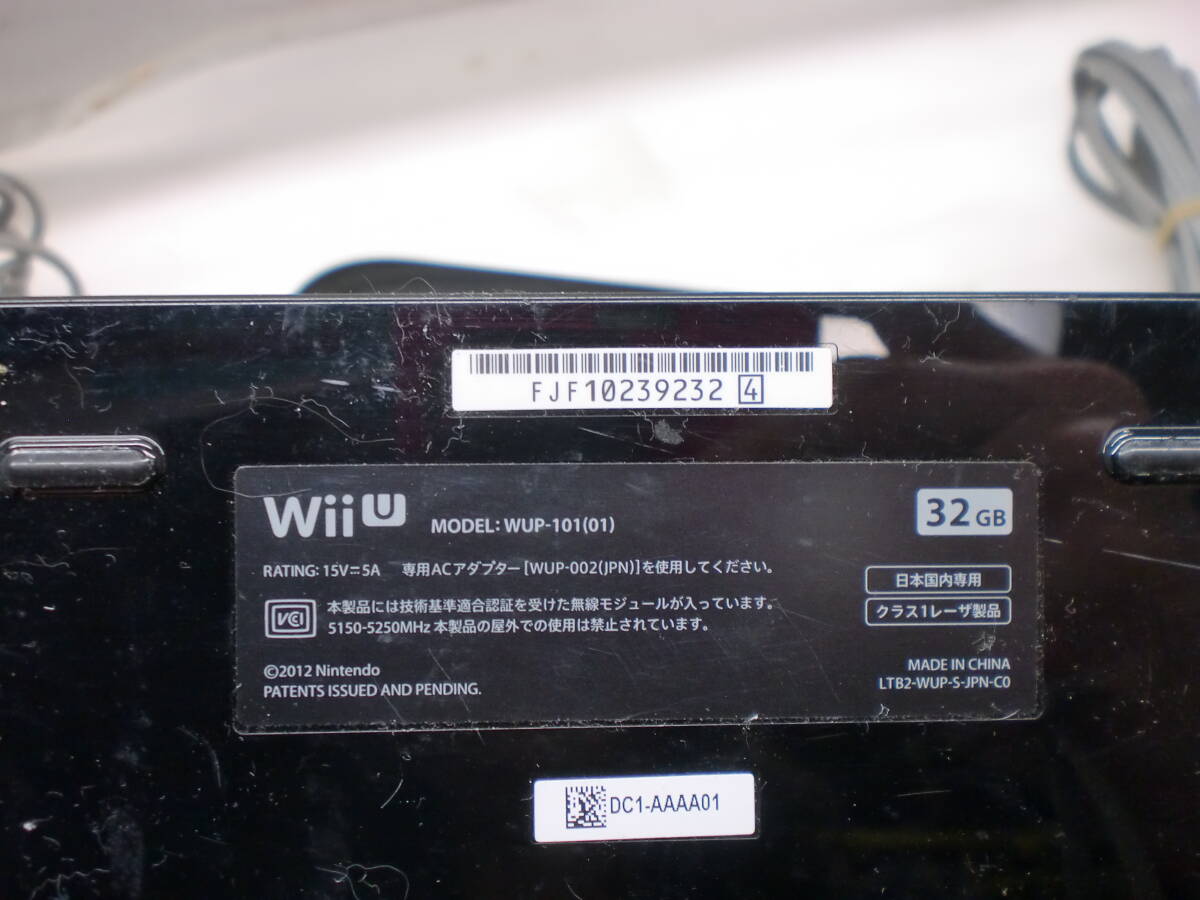 FJF10239232 4
Wii U
MODEL: WUP-101(01)
32GB
RATING: 15V⎓5A 専用ACアダプター[WUP-002(JPN)]を使用してください。
日本国内専用
VCI
本製品には技術基準適合認証を受けた無線モジュールが入っています。
5150-5250MHz 本製品の屋外での使用は禁止されています。
クラス1レーザ製品
©2012 Nintendo
PATENTS ISSUED AND PENDING.
MADE IN CHINA
LTB2-WUP-S-JPN-C0
DC1-AAAA01